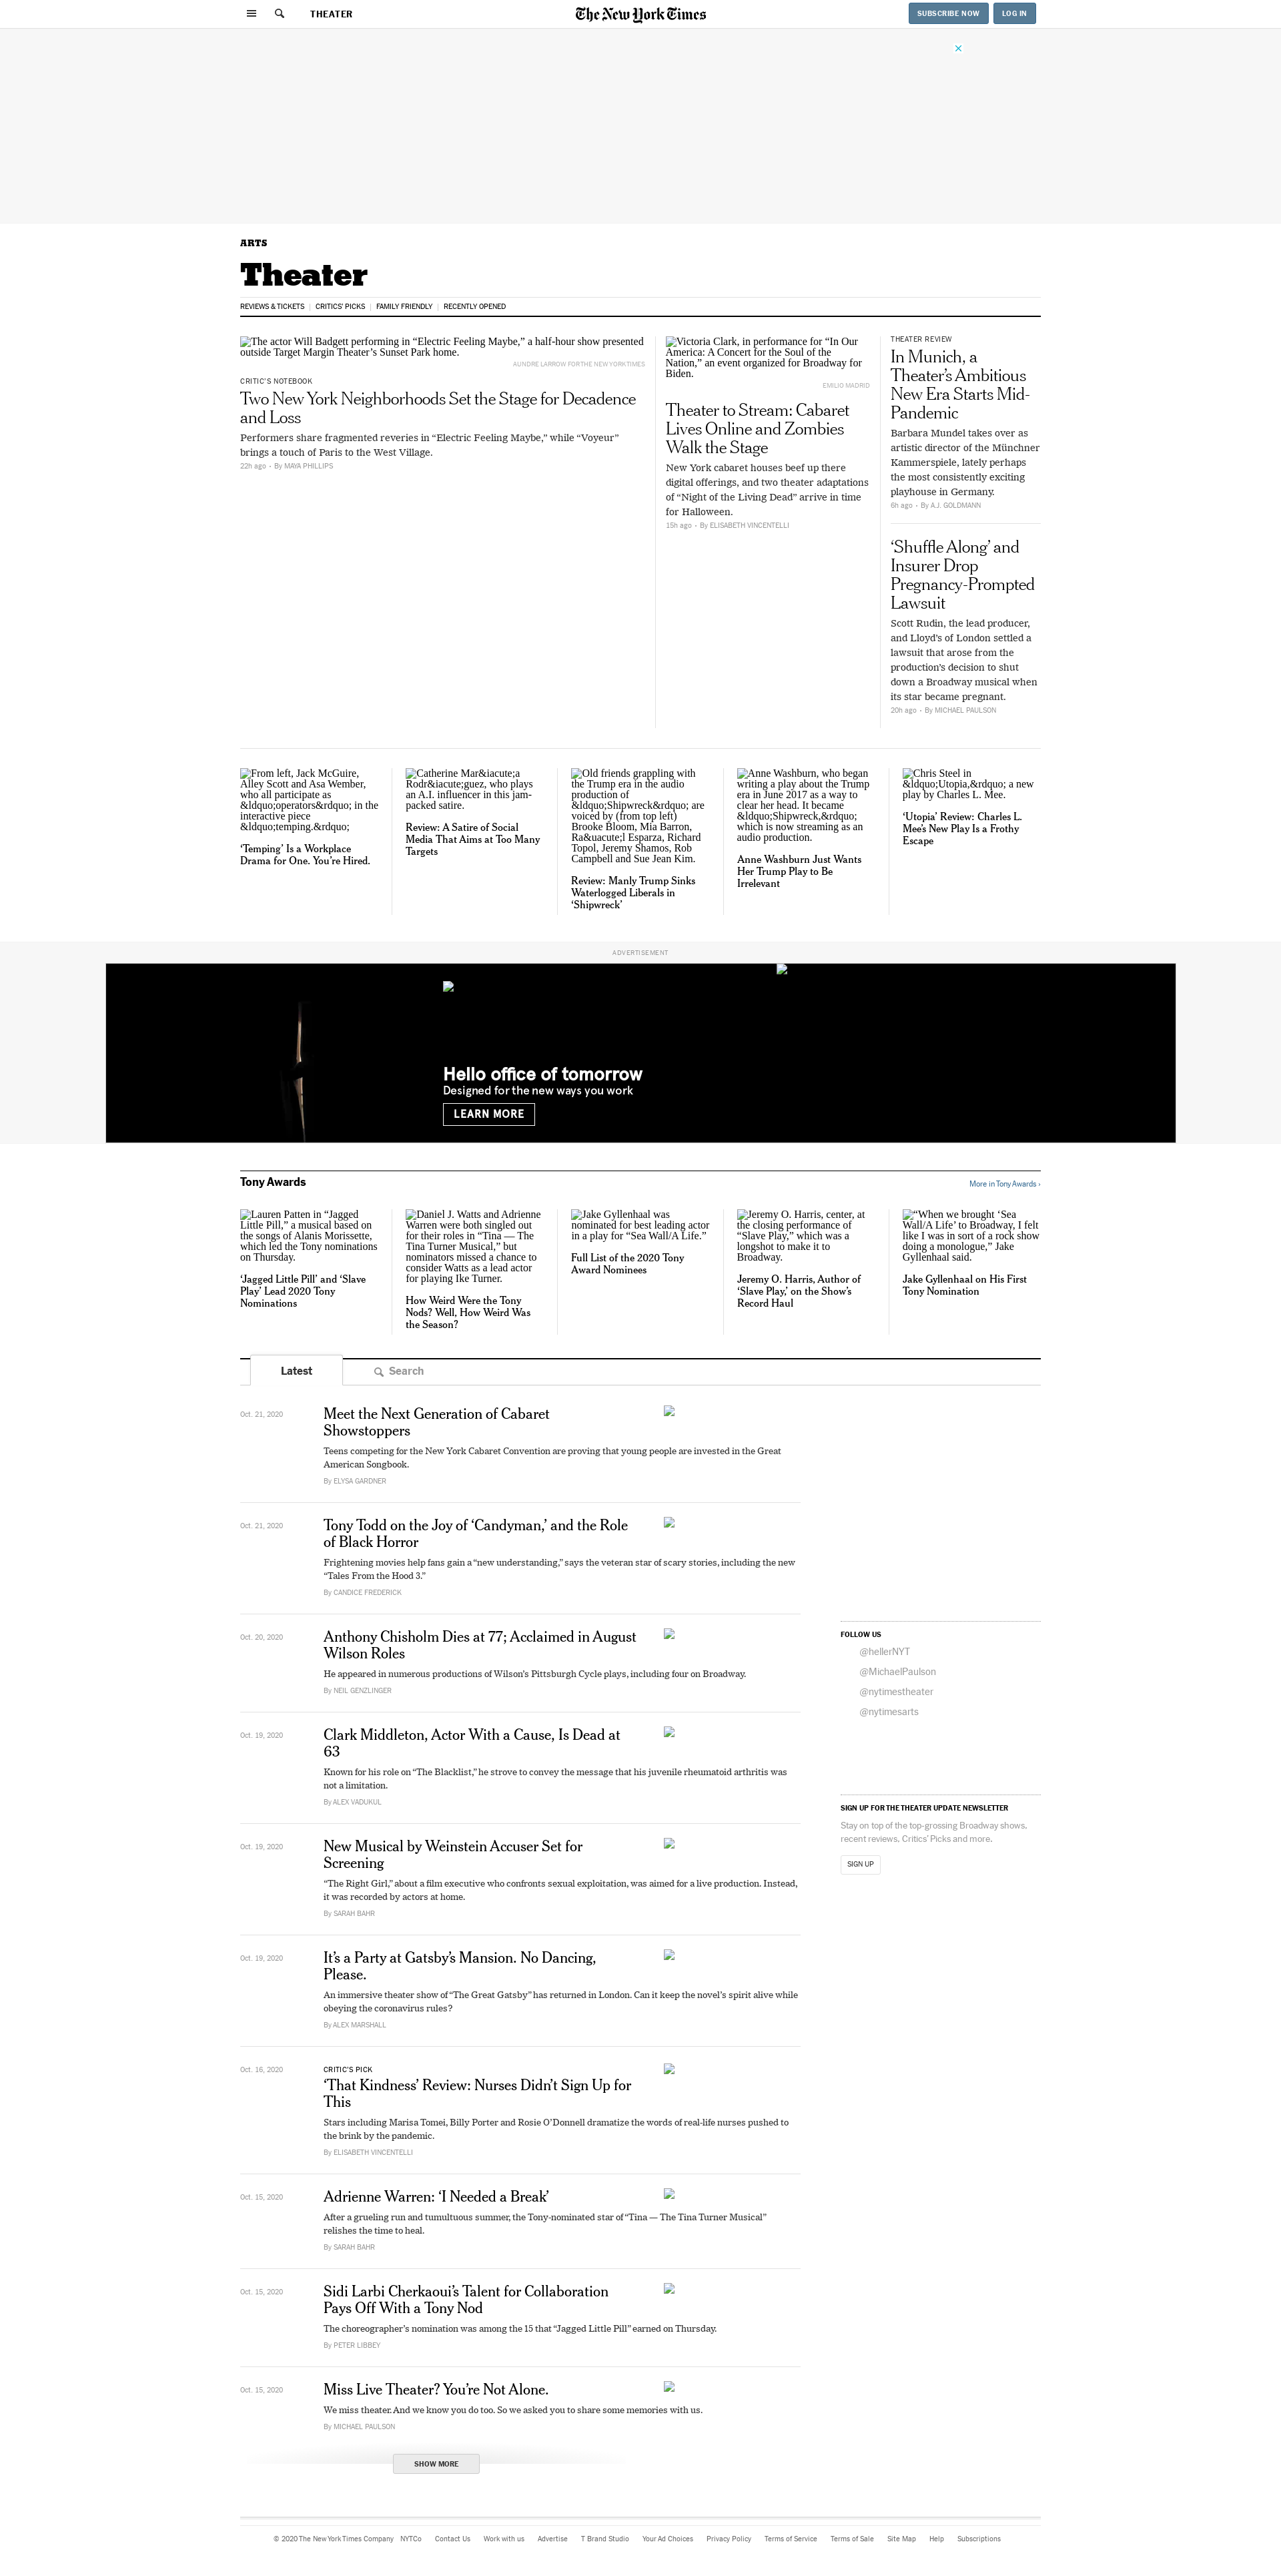 THEATER
The New York Times
SUBSCRIBE NOW
LOG IN
ARTS
Theater
REVIEWS & TICKETS | CRITICS' PICKS | FAMILY FRIENDLY | RECENTLY OPENED
The actor Will Badgett performing in “Electric Feeling Maybe,” a half-hour show presented
outside Target Margin Theater’s Sunset Park home.
AUNDRE LARROW FOR THE NEW YORK TIMES
CRITIC’S NOTEBOOK
Two New York Neighborhoods Set the Stage for Decadence
and Loss
Performers share fragmented reveries in “Electric Feeling Maybe,” while “Voyeur”
brings a touch of Paris to the West Village.
22h ago • By MAYA PHILLIPS
Victoria Clark, in performance for “In Our
America: A Concert for the Soul of the
Nation,” an event organized for Broadway for
Biden.
EMILIO MADRID
Theater to Stream: Cabaret
Lives Online and Zombies
Walk the Stage
New York cabaret houses beef up there
digital offerings, and two theater adaptations
of “Night of the Living Dead” arrive in time
for Halloween.
15h ago • By ELISABETH VINCENTELLI
THEATER REVIEW
In Munich, a
Theater’s Ambitious
New Era Starts Mid-
Pandemic
Barbara Mundel takes over as
artistic director of the Münchner
Kammerspiele, lately perhaps
the most consistently exciting
playhouse in Germany.
6h ago • By A.J. GOLDMANN
‘Shuffle Along’ and
Insurer Drop
Pregnancy-Prompted
Lawsuit
Scott Rudin, the lead producer,
and Lloyd’s of London settled a
lawsuit that arose from the
production’s decision to shut
down a Broadway musical when
its star became pregnant.
20h ago • By MICHAEL PAULSON
From left, Jack McGuire,
Alley Scott and Asa Wember,
who all participate as
&ldquo;operators&rdquo; in the
interactive piece
&ldquo;temping.&rdquo;
‘Temping’ Is a Workplace
Drama for One. You’re Hired.
Catherine Mar&iacute;a
Rodr&iacute;guez, who plays
an A.I. influencer in this jam-
packed satire.
Review: A Satire of Social
Media That Aims at Too Many
Targets
Old friends grappling with
the Trump era in the audio
production of
&ldquo;Shipwreck&rdquo; are
voiced by (from top left)
Brooke Bloom, Mia Barron,
Ra&uacute;l Esparza, Richard
Topol, Jeremy Shamos, Rob
Campbell and Sue Jean Kim.
Review: Manly Trump Sinks
Waterlogged Liberals in
‘Shipwreck’
Anne Washburn, who began
writing a play about the Trump
era in June 2017 as a way to
clear her head. It became
&ldquo;Shipwreck,&rdquo;
which is now streaming as an
audio production.
Anne Washburn Just Wants
Her Trump Play to Be
Irrelevant
Chris Steel in
&ldquo;Utopia,&rdquo; a new
play by Charles L. Mee.
‘Utopia’ Review: Charles L.
Mee’s New Play Is a Frothy
Escape
ADVERTISEMENT
Hello office of tomorrow
Designed for the new ways you work
LEARN MORE
Tony Awards
More in Tony Awards ›
Lauren Patten in “Jagged
Little Pill,” a musical based on
the songs of Alanis Morissette,
which led the Tony nominations
on Thursday.
‘Jagged Little Pill’ and ‘Slave
Play’ Lead 2020 Tony
Nominations
Daniel J. Watts and Adrienne
Warren were both singled out
for their roles in “Tina — The
Tina Turner Musical,” but
nominators missed a chance to
consider Watts as a lead actor
for playing Ike Turner.
How Weird Were the Tony
Nods? Well, How Weird Was
the Season?
Jake Gyllenhaal was
nominated for best leading actor
in a play for “Sea Wall/A Life.”
Full List of the 2020 Tony
Award Nominees
Jeremy O. Harris, center, at
the closing performance of
“Slave Play,” which was a
longshot to make it to
Broadway.
Jeremy O. Harris, Author of
‘Slave Play,’ on the Show’s
Record Haul
“When we brought ‘Sea
Wall/A Life’ to Broadway, I felt
like I was in sort of a rock show
doing a monologue,” Jake
Gyllenhaal said.
Jake Gyllenhaal on His First
Tony Nomination
Latest
Search
Oct. 21, 2020
Meet the Next Generation of Cabaret
Showstoppers
Teens competing for the New York Cabaret Convention are proving that young people are invested in the Great
American Songbook.
By ELYSA GARDNER
Oct. 21, 2020
Tony Todd on the Joy of ‘Candyman,’ and the Role
of Black Horror
Frightening movies help fans gain a “new understanding,” says the veteran star of scary stories, including the new
“Tales From the Hood 3.”
By CANDICE FREDERICK
Oct. 20, 2020
Anthony Chisholm Dies at 77; Acclaimed in August
Wilson Roles
He appeared in numerous productions of Wilson’s Pittsburgh Cycle plays, including four on Broadway.
By NEIL GENZLINGER
Oct. 19, 2020
Clark Middleton, Actor With a Cause, Is Dead at
63
Known for his role on “The Blacklist,” he strove to convey the message that his juvenile rheumatoid arthritis was
not a limitation.
By ALEX VADUKUL
Oct. 19, 2020
New Musical by Weinstein Accuser Set for
Screening
“The Right Girl,” about a film executive who confronts sexual exploitation, was aimed for a live production. Instead,
it was recorded by actors at home.
By SARAH BAHR
Oct. 19, 2020
It’s a Party at Gatsby’s Mansion. No Dancing,
Please.
An immersive theater show of “The Great Gatsby” has returned in London. Can it keep the novel’s spirit alive while
obeying the coronavirus rules?
By ALEX MARSHALL
Oct. 16, 2020
CRITIC’S PICK
‘That Kindness’ Review: Nurses Didn’t Sign Up for
This
Stars including Marisa Tomei, Billy Porter and Rosie O’Donnell dramatize the words of real-life nurses pushed to
the brink by the pandemic.
By ELISABETH VINCENTELLI
Oct. 15, 2020
Adrienne Warren: ‘I Needed a Break’
After a grueling run and tumultuous summer, the Tony-nominated star of “Tina — The Tina Turner Musical”
relishes the time to heal.
By SARAH BAHR
Oct. 15, 2020
Sidi Larbi Cherkaoui’s Talent for Collaboration
Pays Off With a Tony Nod
The choreographer’s nomination was among the 15 that “Jagged Little Pill” earned on Thursday.
By PETER LIBBEY
Oct. 15, 2020
Miss Live Theater? You’re Not Alone.
We miss theater. And we know you do too. So we asked you to share some memories with us.
By MICHAEL PAULSON
SHOW MORE
FOLLOW US
@hellerNYT
@MichaelPaulson
@nytimestheater
@nytimesarts
SIGN UP FOR THE THEATER UPDATE NEWSLETTER
Stay on top of the top-grossing Broadway shows,
recent reviews, Critics’ Picks and more.
SIGN UP
© 2020 The New York Times Company NYTCo Contact Us Work with us Advertise T Brand Studio Your Ad Choices Privacy Policy Terms of Service Terms of Sale Site Map Help Subscriptions